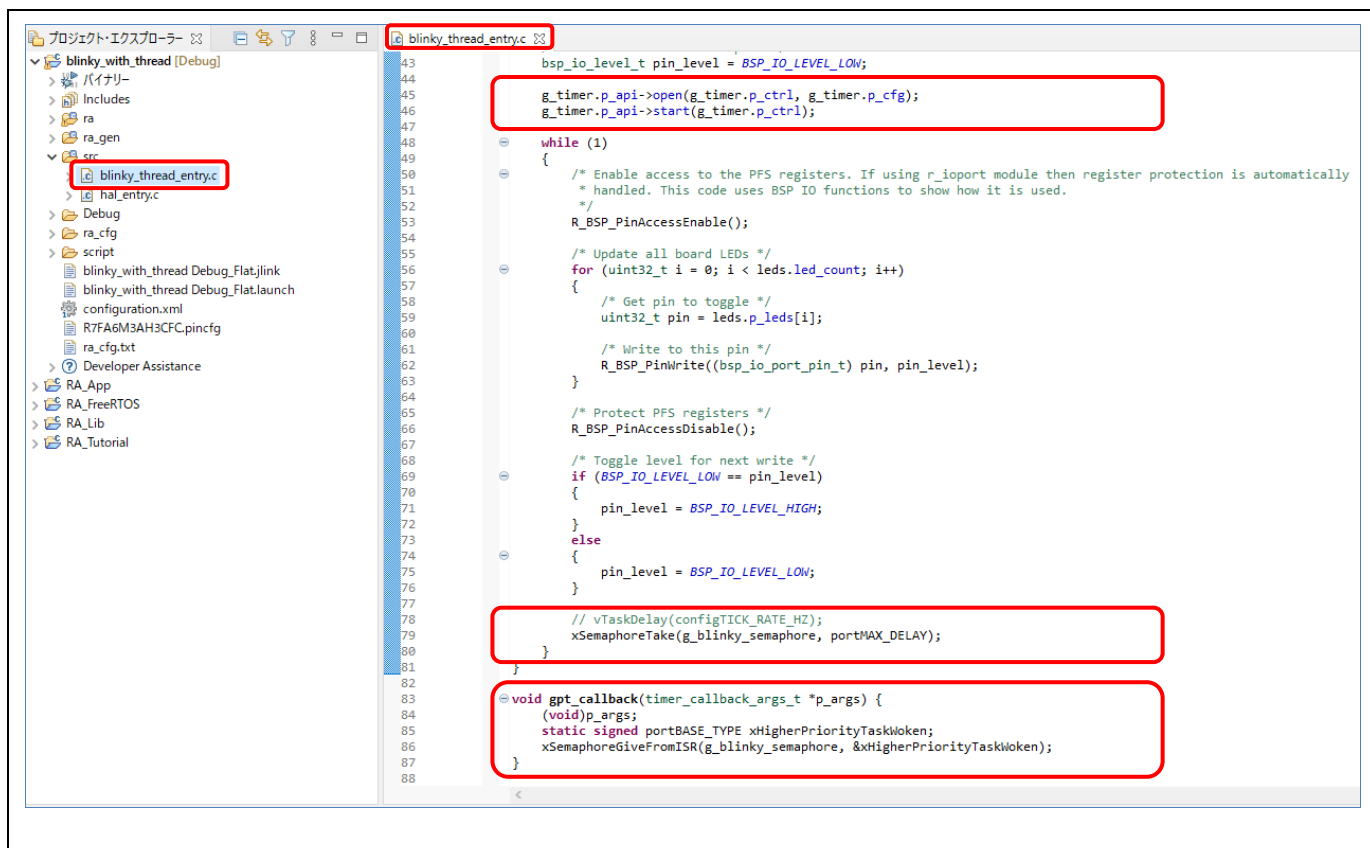 プロジェクト・エクスプローラー
blinky_with_thread [Debug]
バイナリー
Includes
ra
ra_gen
src
blinky_thread_entry.c
hal_entry.c
Debug
ra_cfg
script
blinky_with_thread Debug_Flat.jlink
blinky_with_thread Debug_Flat.launch
configuration.xml
R7FA6M3AH3CFC.pincfg
ra_cfg.txt
Developer Assistance
RA_App
RA_FreeRTOS
RA_Lib
RA_Tutorial
blinky_thread_entry.c
43 bsp_io_level_t pin_level = BSP_IO_LEVEL_LOW;
44
45 g_timer.p_api->open(g_timer.p_ctrl, g_timer.p_cfg);
46 g_timer.p_api->start(g_timer.p_ctrl);
47
48 while (1)
49 {
50 /* Enable access to the PFS registers. If using r_ioport module then register protection is automatically
51 * handled. This code uses BSP IO functions to show how it is used.
52 */
53 R_BSP_PinAccessEnable();
54
55 /* Update all board LEDs */
56 for (uint32_t i = 0; i < leds.led_count; i++)
57 {
58 /* Get pin to toggle */
59 uint32_t pin = leds.p_leds[i];
60
61 /* Write to this pin */
62 R_BSP_PinWrite((bsp_io_port_pin_t) pin, pin_level);
63 }
64
65 /* Protect PFS registers */
66 R_BSP_PinAccessDisable();
67
68 /* Toggle level for next write */
69 if (BSP_IO_LEVEL_LOW == pin_level)
70 {
71 pin_level = BSP_IO_LEVEL_HIGH;
72 }
73 else
74 {
75 pin_level = BSP_IO_LEVEL_LOW;
76 }
77
78 // vTaskDelay(configTICK_RATE_HZ);
79 xSemaphoreTake(g_blinky_semaphore, portMAX_DELAY);
80 }
81 }
82
83 void gpt_callback(timer_callback_args_t *p_args) {
84 (void)p_args;
85 static signed portBASE_TYPE xHigherPriorityTaskWoken;
86 xSemaphoreGiveFromISR(g_blinky_semaphore, &xHigherPriorityTaskWoken);
87 }
88